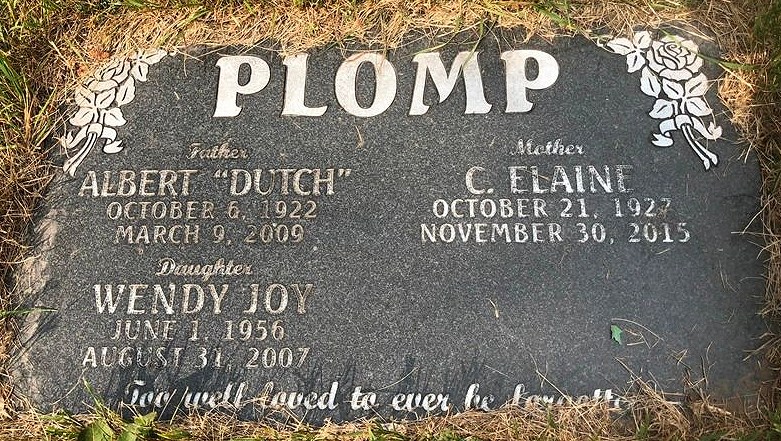 PLOMP
Father
ALBERT "DUTCH"
OCTOBER 6, 1922
MARCH 9, 2009
Mother
C. ELAINE
OCTOBER 21, 1927
NOVEMBER 30, 2015
Daughter
WENDY JOY
JUNE 1, 1956
AUGUST 31, 2007
Too well loved to ever be forgotten